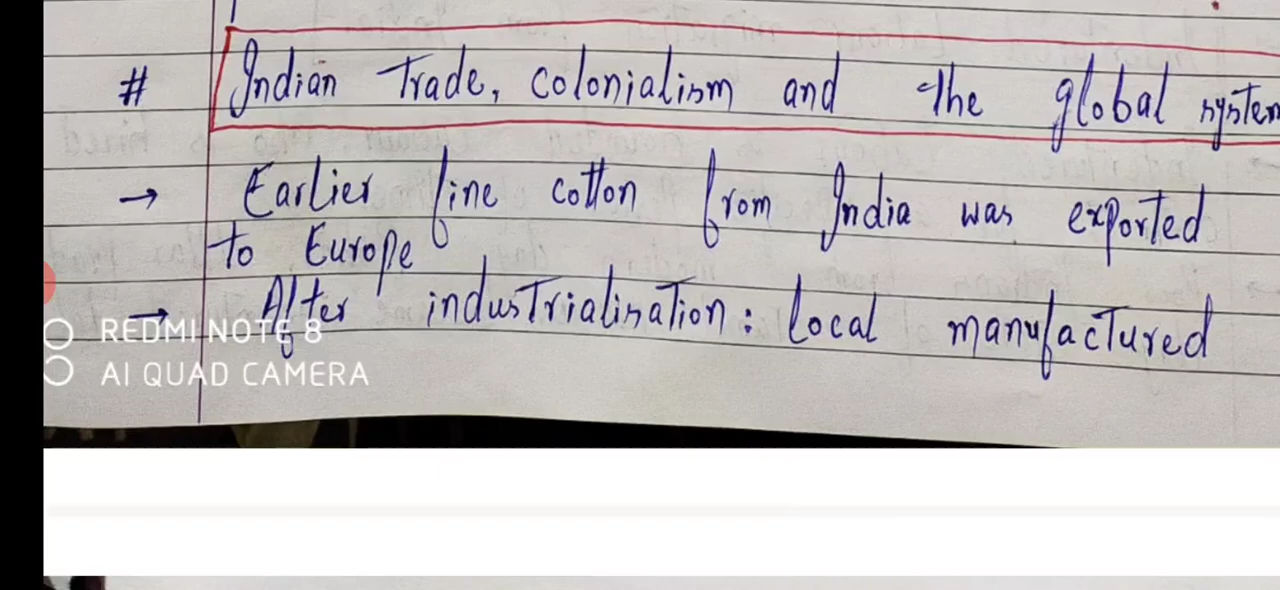 # Indian Trade, colonialism and the global system
→ Earlier fine cotton from India was exported
to Europe
→ After industrialisation: local manufactured
REDMI NOTE 8
AI QUAD CAMERA